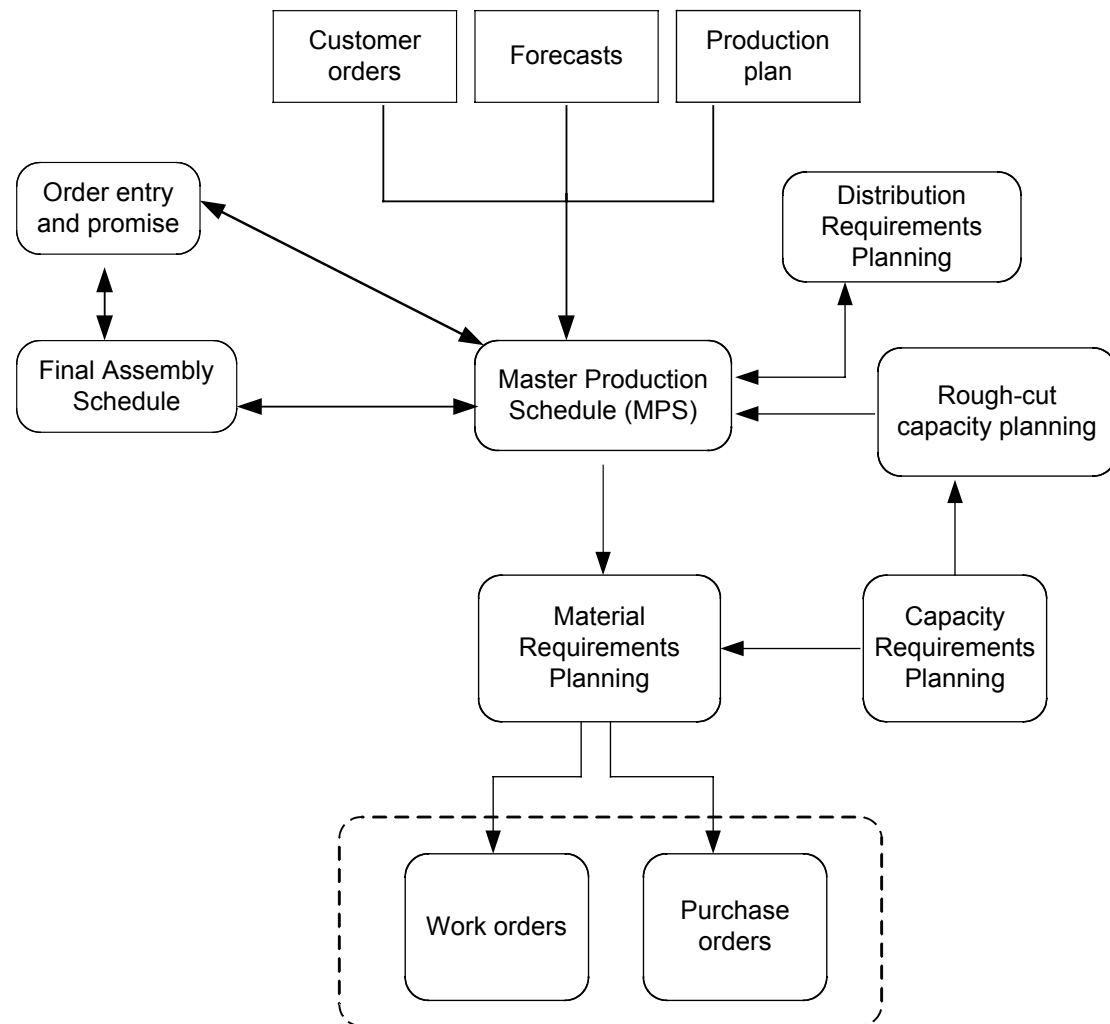 Customer
orders
Forecasts
Production
plan
Order entry
and promise
Distribution
Requirements
Planning
Final Assembly
Schedule
Master Production
Schedule (MPS)
Rough-cut
capacity planning
Material
Requirements
Planning
Capacity
Requirements
Planning
Work orders
Purchase
orders